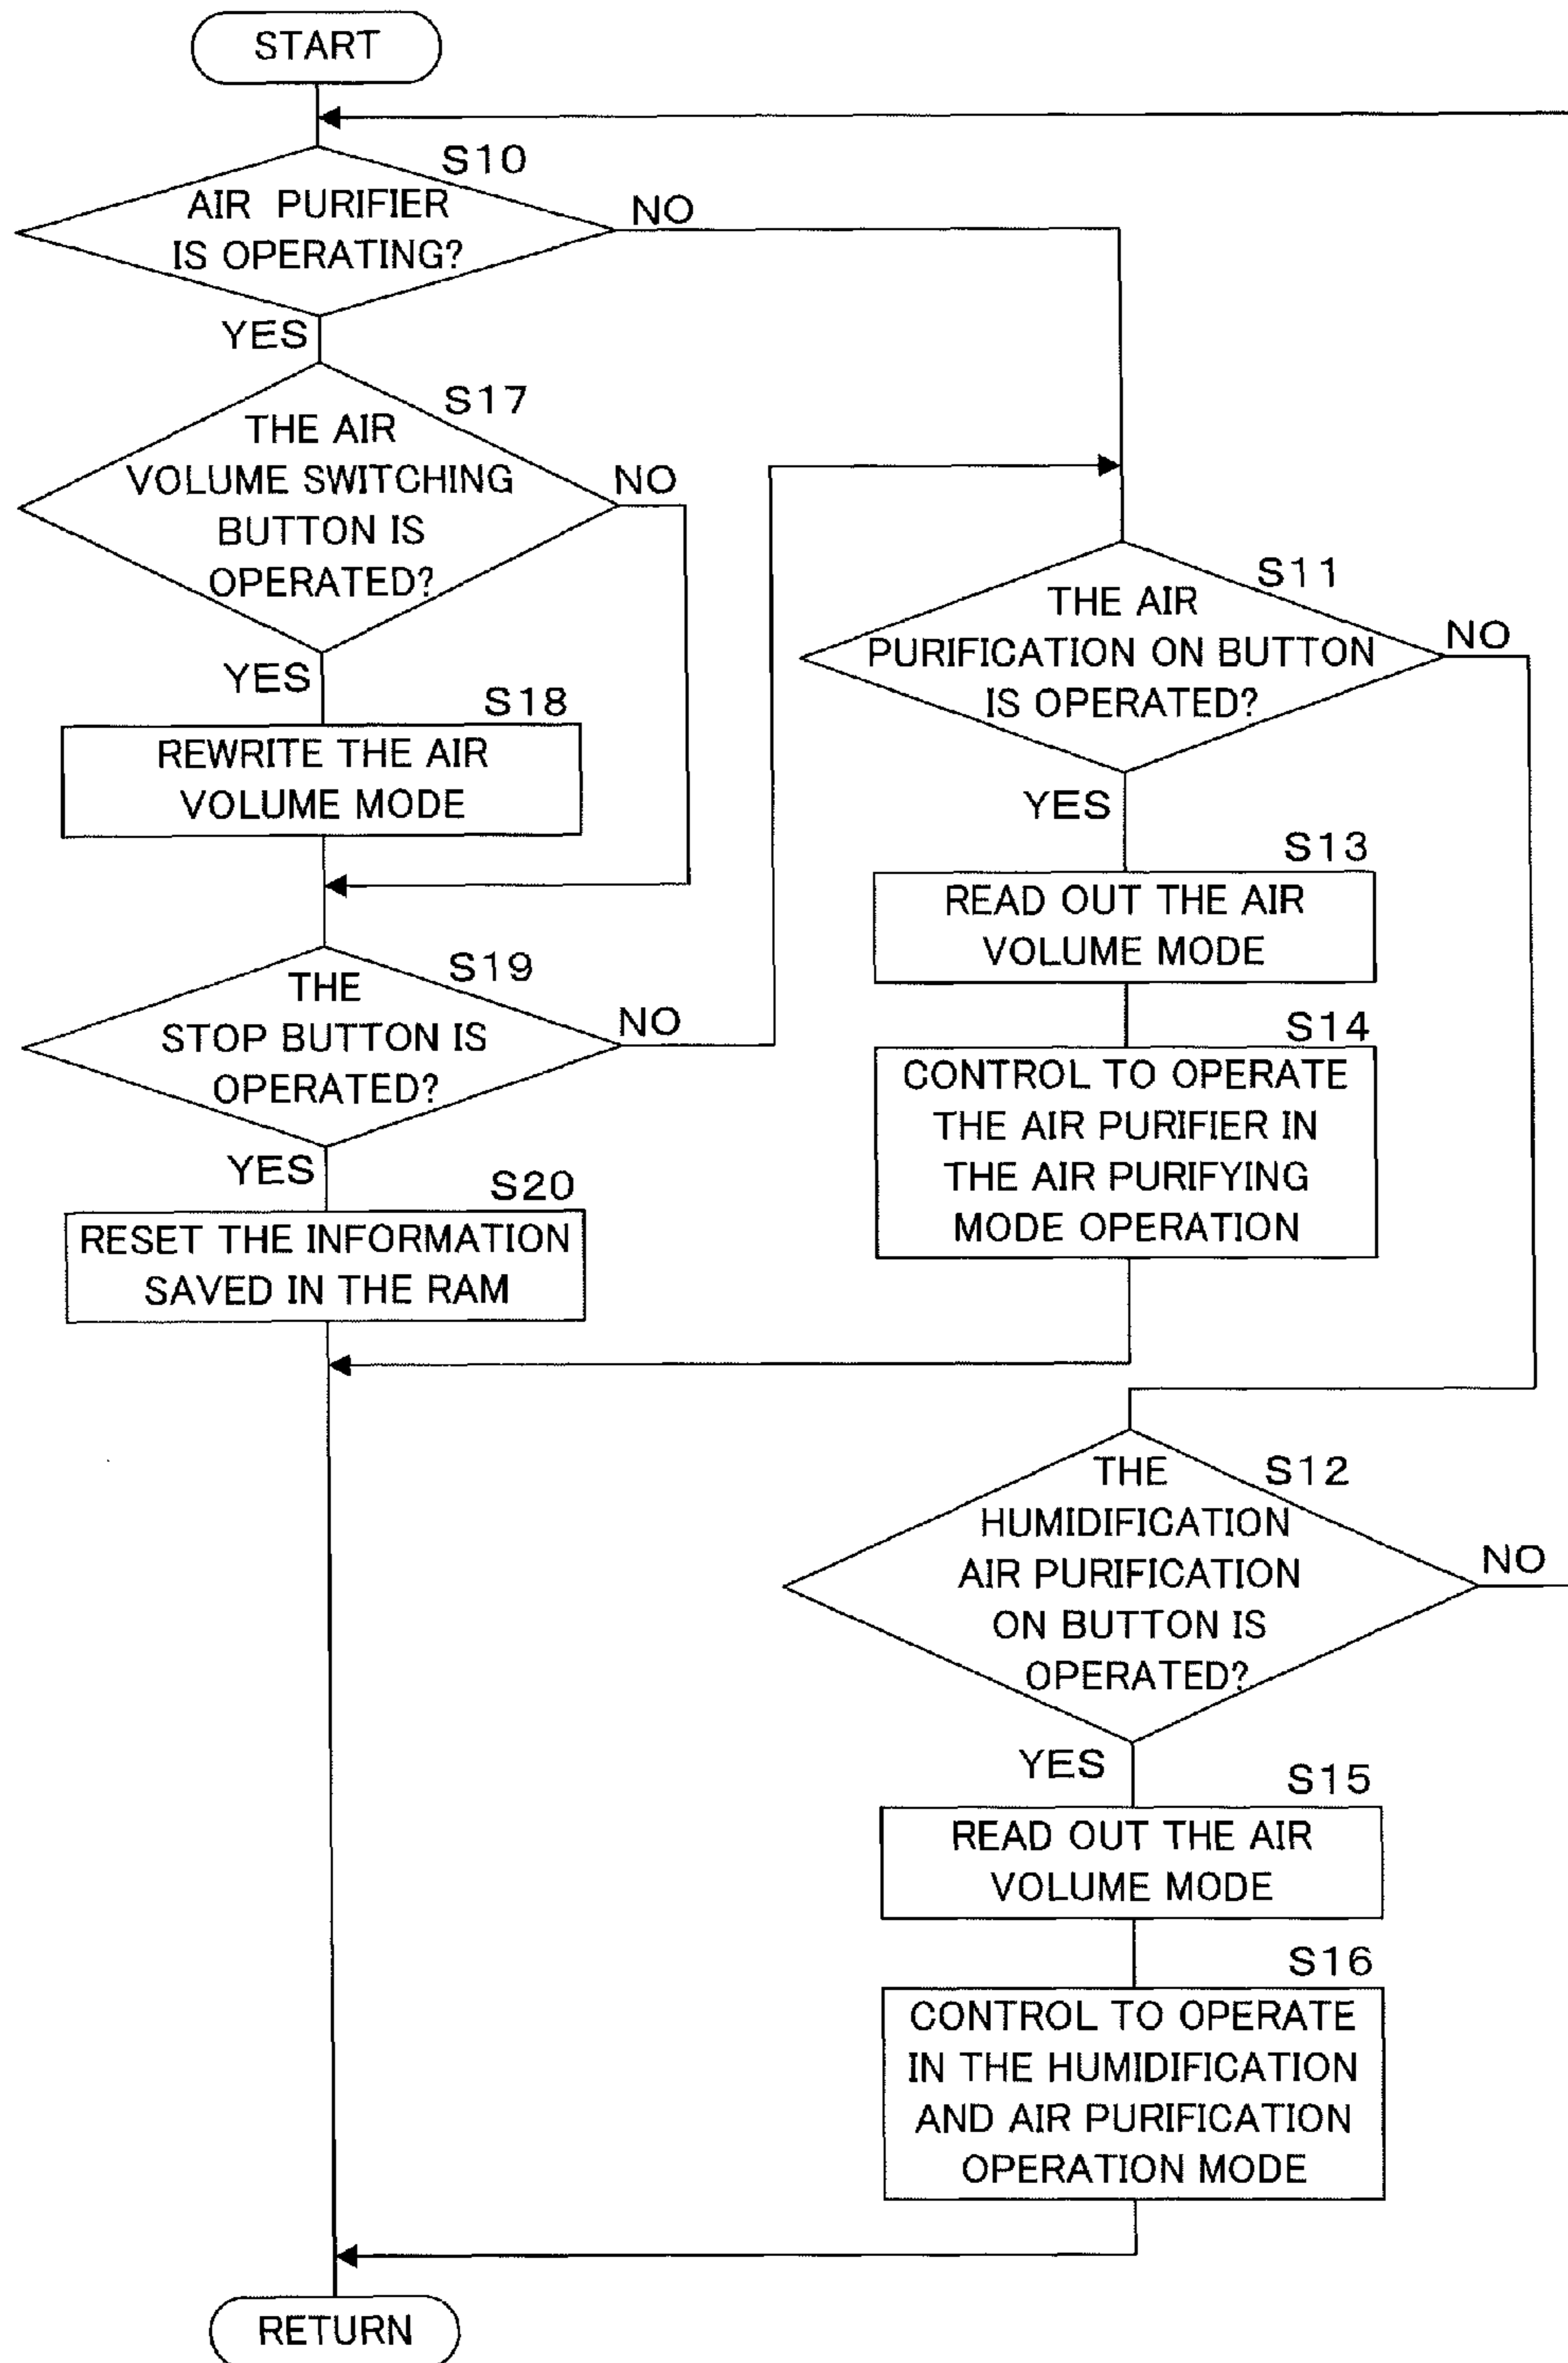 START
S10
AIR PURIFIER
IS OPERATING?
NO
YES
S17
THE AIR
VOLUME SWITCHING
BUTTON IS
OPERATED?
NO
YES
S18
REWRITE THE AIR
VOLUME MODE
S19
THE
STOP BUTTON IS
OPERATED?
NO
YES
S20
RESET THE INFORMATION
SAVED IN THE RAM
S11
THE AIR
PURIFICATION ON BUTTON
IS OPERATED?
NO
YES
S13
READ OUT THE AIR
VOLUME MODE
S14
CONTROL TO OPERATE
THE AIR PURIFIER IN
THE AIR PURIFYING
MODE OPERATION
S12
THE
HUMIDIFICATION
AIR PURIFICATION
ON BUTTON IS
OPERATED?
NO
YES
S15
READ OUT THE AIR
VOLUME MODE
S16
CONTROL TO OPERATE
IN THE HUMIDIFICATION
AND AIR PURIFICATION
OPERATION MODE
RETURN